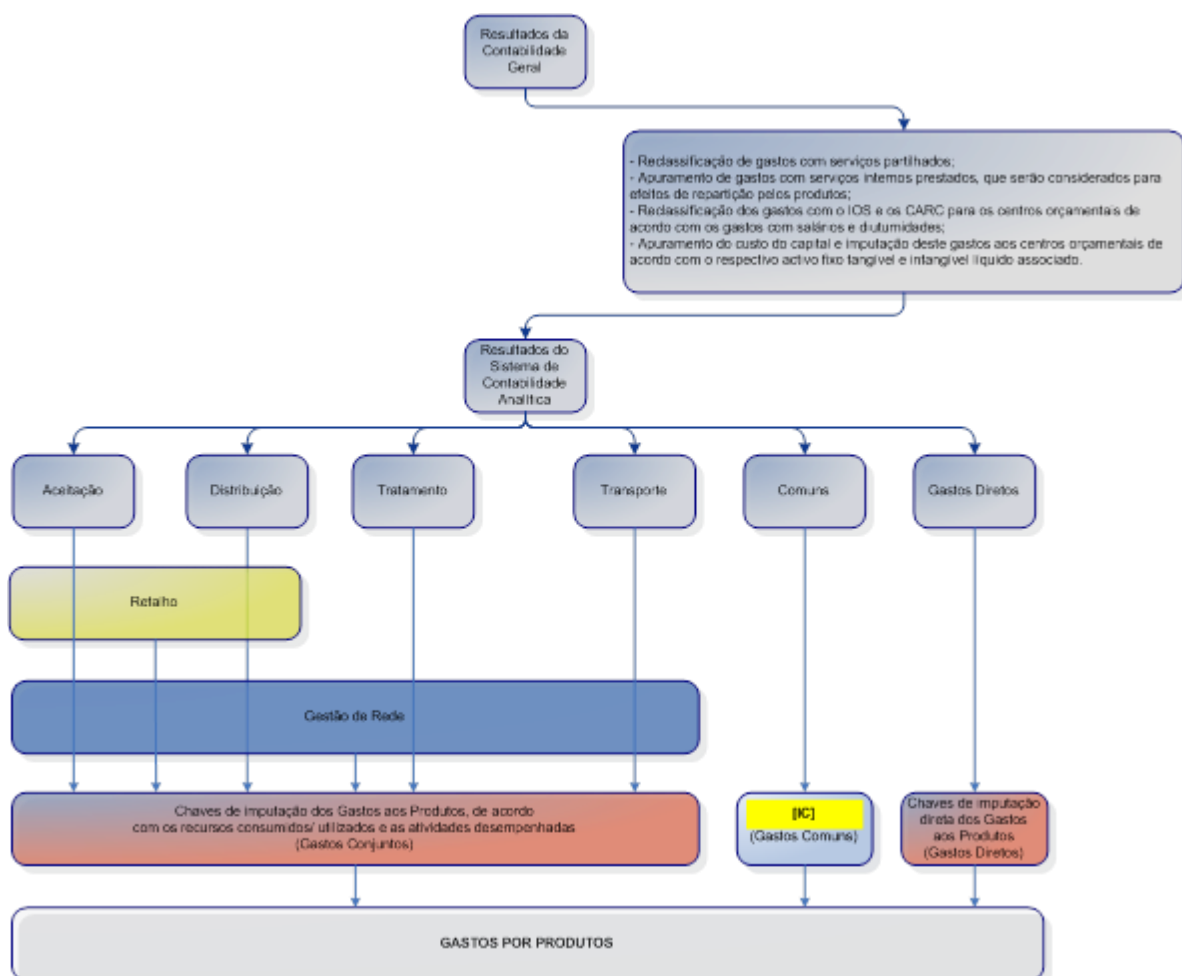 Resultados da
Contabilidade
Geral
- Reclassificação de gastos com serviços partilhados;
- Apuramento de gastos com serviços internos prestados, que serão considerados para
efeitos de repartição pelos produtos;
- Reclassificação dos gastos com o IOS e os CARC para os centros orçamentais de
acordo com os gastos com salários e diuturnidades;
- Apuramento do custo do capital e imputação deste gastos aos centros orçamentais de
acordo com o respectivo activo fixo tangível e intangível líquido associado.
Resultados do
Sistema de
Contabilidade
Analítica
Aceitação
Distribuição
Tratamento
Transporte
Comuns
Gastos Diretos
Retalho
Gestão de Rede
Chaves de imputação dos Gastos aos Produtos, de acordo
com os recursos consumidos/ utilizados e as atividades desempenhadas
(Gastos Conjuntos)
[IC]
(Gastos Comuns)
Chaves de imputação
direta dos Gastos
aos Produtos
(Gastos Diretos)
GASTOS POR PRODUTOS